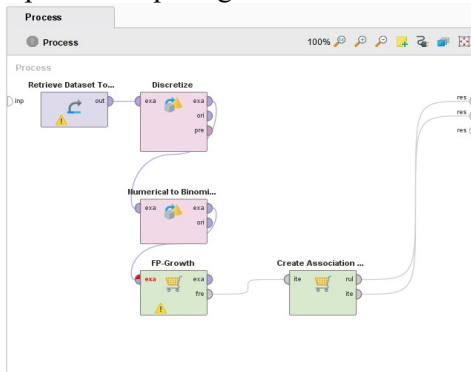 Process
Process
100%
Process
inp
Retrieve Dataset To...
out
Discretize
exa
exa
ori
pre
Numerical to Binomi...
exa
exa
ori
FP-Growth
exa
exa
fre
Create Association ...
ite
rul
ite
res
res
res